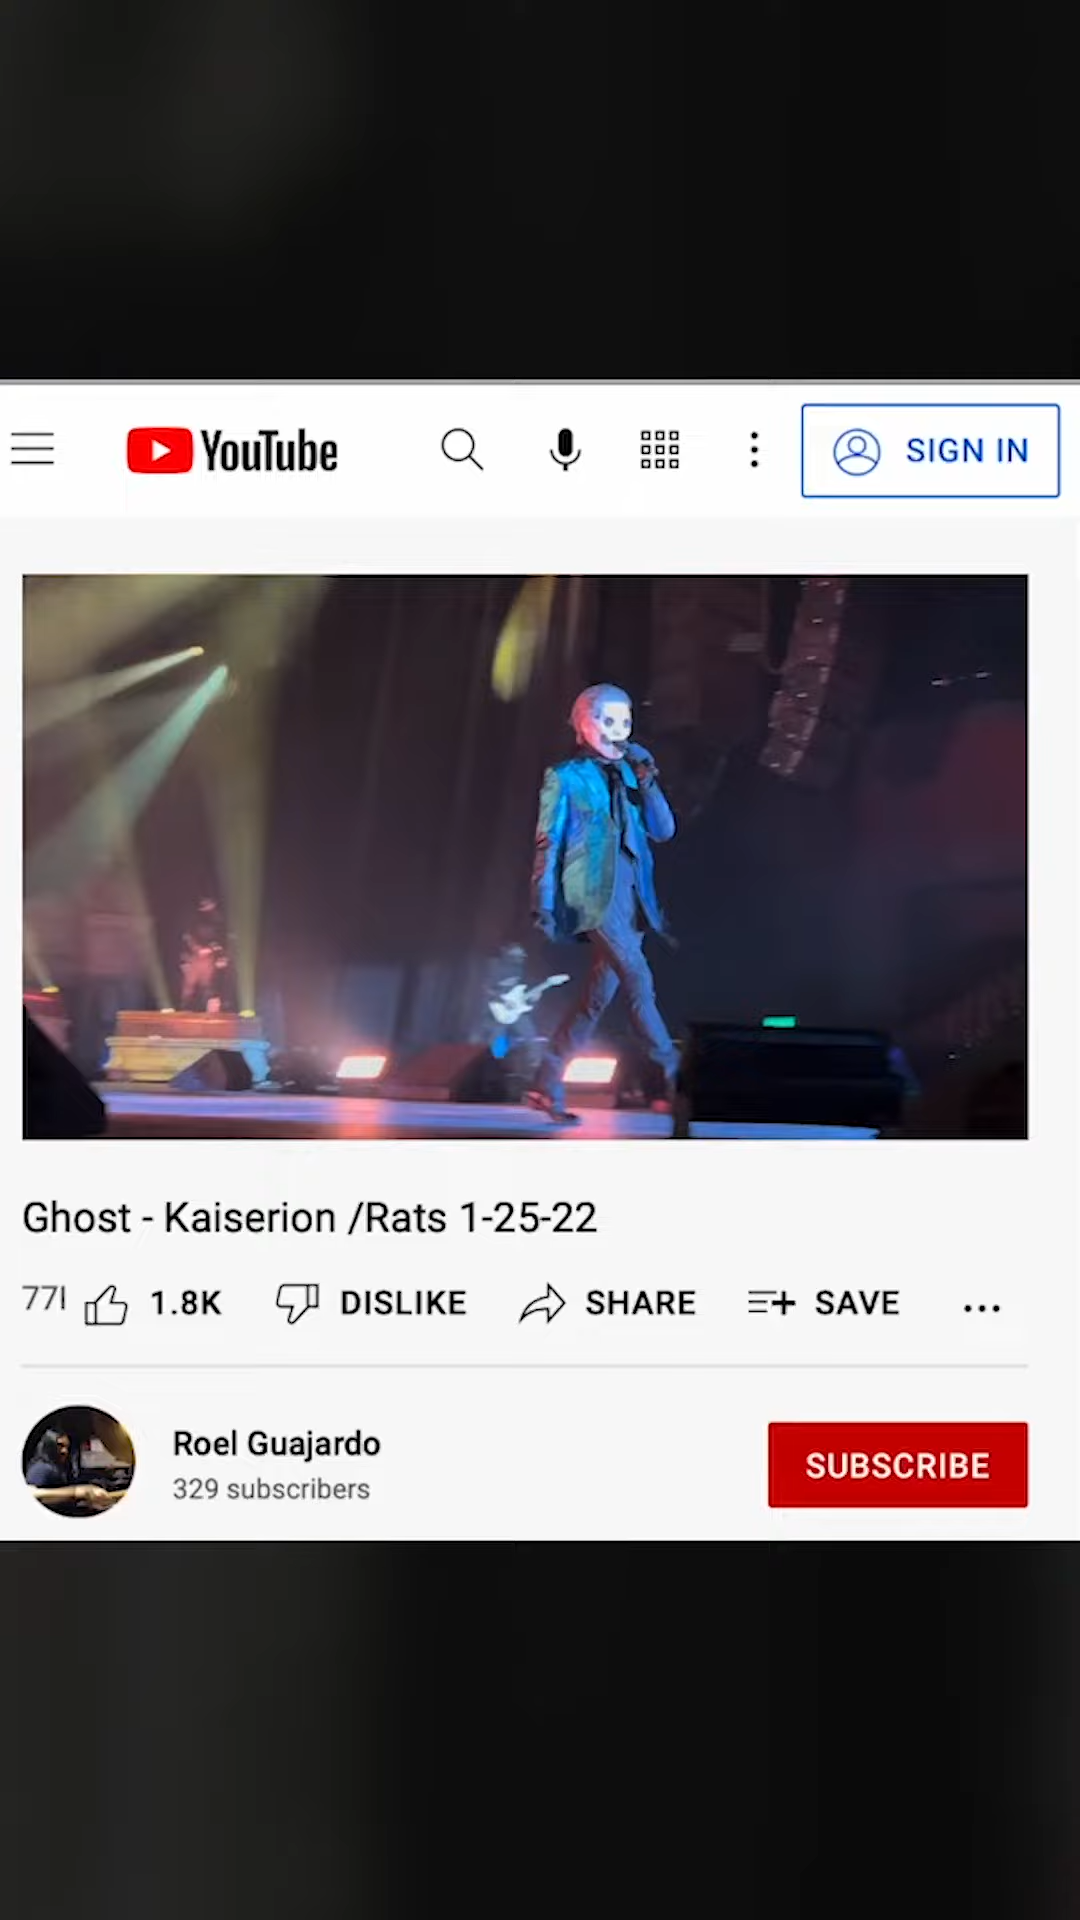 YouTube
SIGN IN
Ghost - Kaiserion /Rats 1-25-22
77
1.8K
DISLIKE
SHARE
SAVE
Roel Guajardo
329 subscribers
SUBSCRIBE